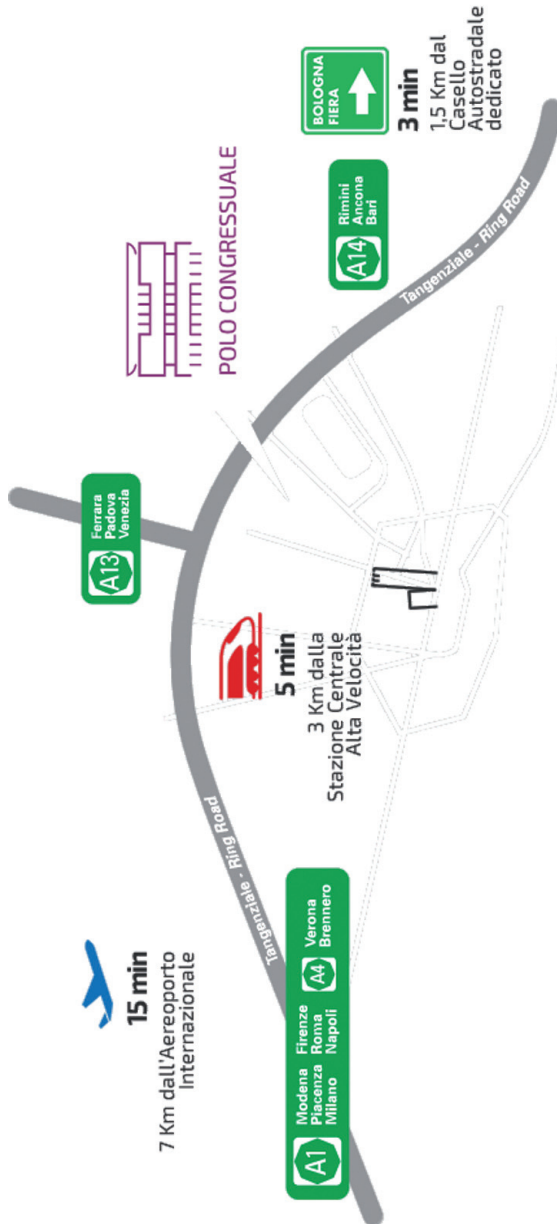 15 min
7 Km dall'Aereoporto
Internazionale
A13
Ferrara
Padova
Venezia
POLO CONGRESSUALE
BOLOGNA
FIERA
3 min
1,5 Km dal
Casello
Autostradale
dedicato
Tangenziale - Ring Road
5 min
3 Km dalla
Stazione Centrale
Alta Velocità
A14
Rimini
Ancona
Bari
Tangenziale - Ring Road
A1
Modena
Piacenza
Milano
Firenze
Roma
Napoli
A4
Verona
Brennero